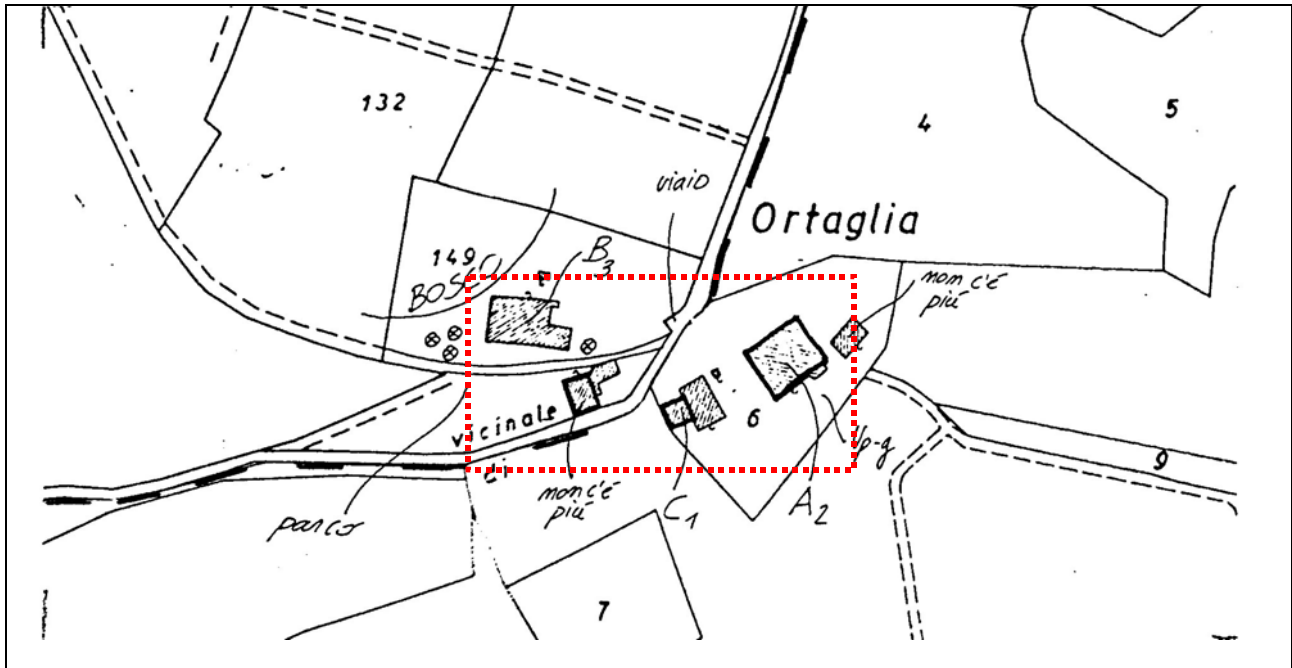 132
4
5
viaio
Ortaglia
149
B3
BOSCO
non c'è
più
6
vicinale
di
9
non c'è
più
parco
C1
A2
7